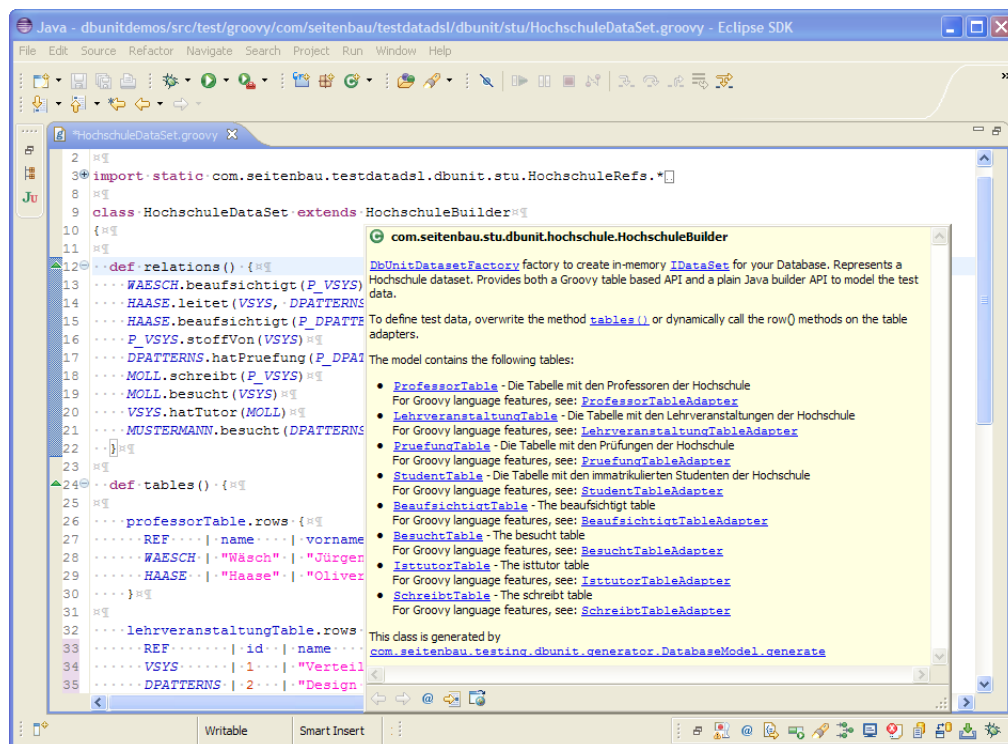 Java - dbunitdemos/src/test/groovy/com/seitenbau/testdatadsl/dbunit/stu/HochschuleDataSet.groovy - Eclipse SDK
File Edit Source Refactor Navigate Search Project Run Window Help
*HochschuleDataSet.groovy
2 ¤¶
3 import·static·com.seitenbau.testdatadsl.dbunit.stu.HochschuleRefs.*
8 ¤¶
9 class·HochschuleDataSet·extends·HochschuleBuilder¤¶
10 {¤¶
11 ¤¶
12 ··def·relations()·{¤¶
13 ····WAESCH.beaufsichtigt(P_VSYS)
14 ····HAASE.leitet(VSYS,·DPATTERNS
15 ····HAASE.beaufsichtigt(P_DPATTE
16 ····P_VSYS.stoffVon(VSYS)¤¶
17 ····DPATTERNS.hatPruefung(P_DPAT
18 ····MOLL.schreibt(P_VSYS)¤¶
19 ····MOLL.besucht(VSYS)¤¶
20 ····VSYS.hatTutor(MOLL)¤¶
21 ····MUSTERMANN.besucht(DPATTERNS
22 ··}¤¶
23 ¤¶
24 ··def·tables()·{¤¶
25 ¤¶
26 ····professorTable.rows·{¤¶
27 ······REF····|·name····|·vorname
28 ······WAESCH·|·"Wäsch"·|·"Jürgen
29 ······HAASE··|·"Haase"·|·"Oliver
30 ····}¤¶
31 ¤¶
32 ····lehrveranstaltungTable.rows
33 ······REF·······|·id··|·name
34 ······VSYS······|·1···|·"Verteil
35 ······DPATTERNS·|·2···|·"Design
com.seitenbau.stu.dbunit.hochschule.HochschuleBuilder
DbUnitDatasetFactory factory to create in-memory IDataSet for your Database. Represents a
Hochschule dataset. Provides both a Groovy table based API and a plain Java builder API to model the test
data.
To define test data, overwrite the method tables() or dynamically call the row() methods on the table
adapters.
The model contains the following tables:
• ProfessorTable - Die Tabelle mit den Professoren der Hochschule
For Groovy language features, see: ProfessorTableAdapter
• LehrveranstaltungTable - Die Tabelle mit den Lehrveranstaltungen der Hochschule
For Groovy language features, see: LehrveranstaltungTableAdapter
• PruefungTable - Die Tabelle mit den Prüfungen der Hochschule
For Groovy language features, see: PruefungTableAdapter
• StudentTable - Die Tabelle mit den immatrikulierten Studenten der Hochschule
For Groovy language features, see: StudentTableAdapter
• BeaufsichtigtTable - The beaufsichtigt table
For Groovy language features, see: BeaufsichtigtTableAdapter
• BesuchtTable - The besucht table
For Groovy language features, see: BesuchtTableAdapter
• IsttutorTable - The isttutor table
For Groovy language features, see: IsttutorTableAdapter
• SchreibtTable - The schreibt table
For Groovy language features, see: SchreibtTableAdapter
This class is generated by
com.seitenbau.testing.dbunit.generator.DatabaseModel.generate
Writable Smart Insert